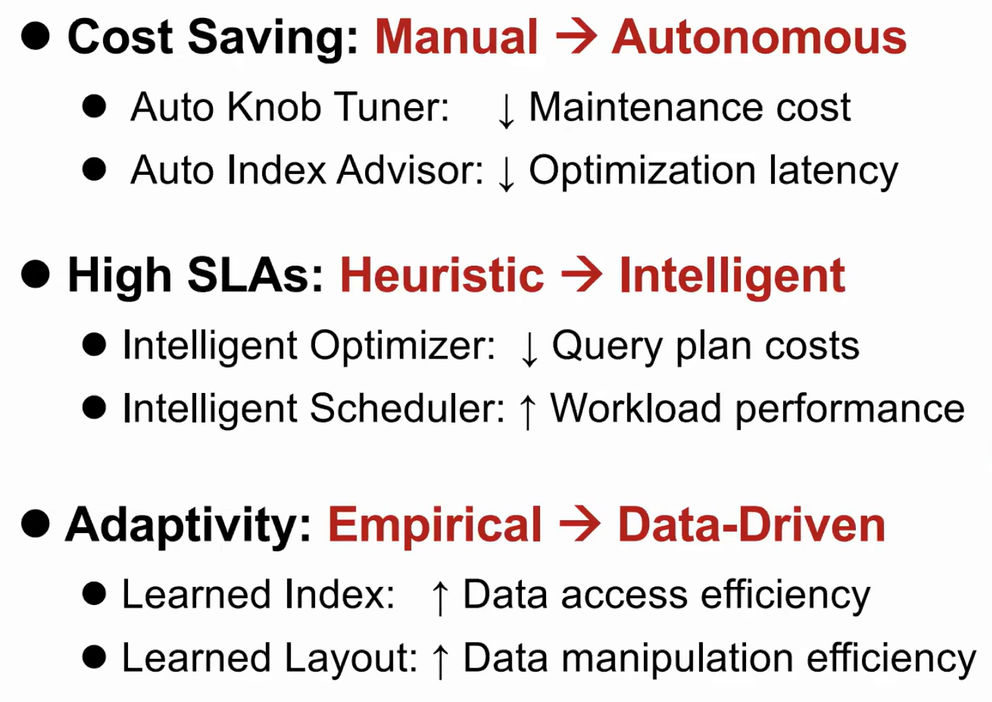 ● Cost Saving: Manual → Autonomous
● Auto Knob Tuner: ↓ Maintenance cost
● Auto Index Advisor: ↓ Optimization latency
● High SLAs: Heuristic → Intelligent
● Intelligent Optimizer: ↓ Query plan costs
● Intelligent Scheduler: ↑ Workload performance
● Adaptivity: Empirical → Data-Driven
● Learned Index: ↑ Data access efficiency
● Learned Layout: ↑ Data manipulation efficiency